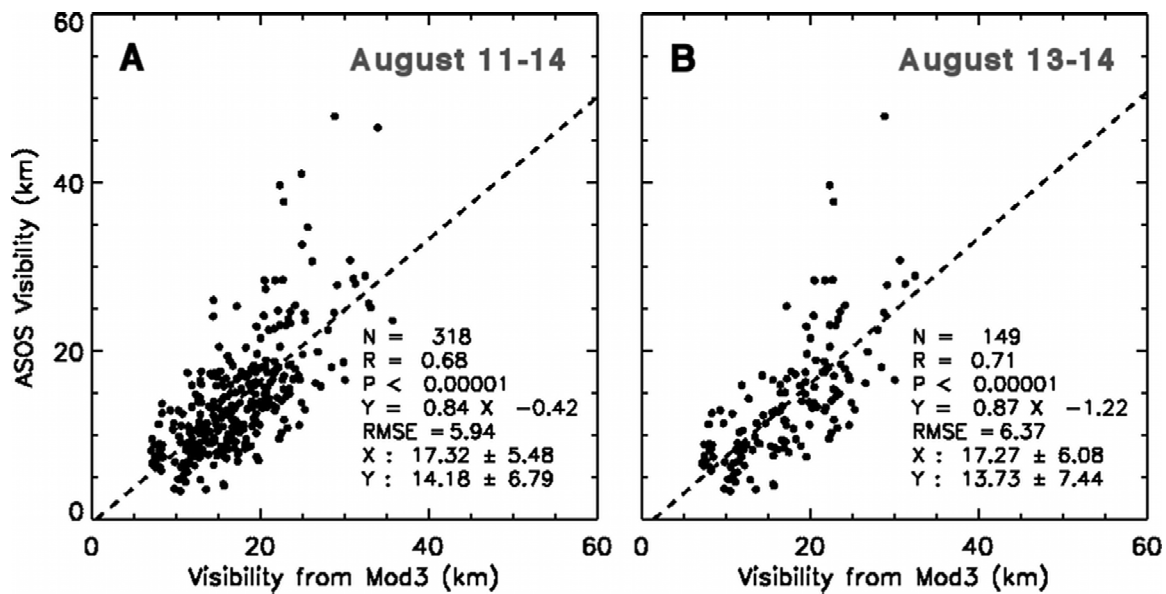 A
August 11-14
B
August 13-14
60
40
20
0
ASOS Visibility (km)
N = 318
R = 0.68
P < 0.00001
Y = 0.84 X -0.42
RMSE = 5.94
X : 17.32 ± 5.48
Y : 14.18 ± 6.79
N = 149
R = 0.71
P < 0.00001
Y = 0.87 X -1.22
RMSE = 6.37
X : 17.27 ± 6.08
Y : 13.73 ± 7.44
0 20 40 60
0 20 40 60
Visibility from Mod3 (km)
Visibility from Mod3 (km)